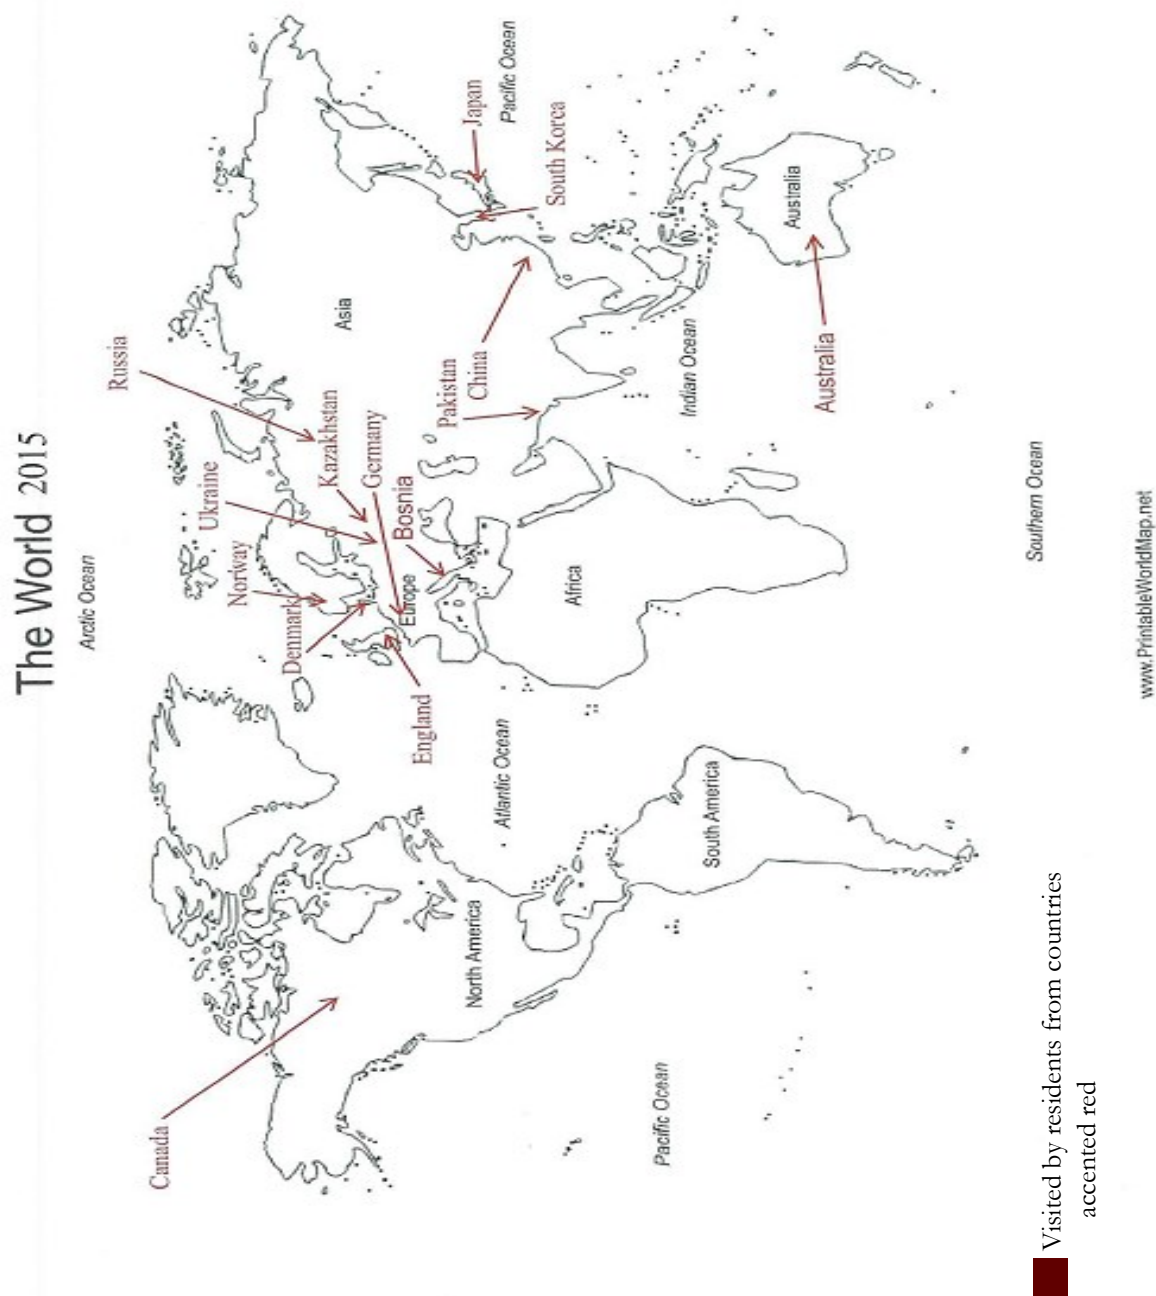 The World 2015
Arctic Ocean
Russia
Ukraine
Norway
Denmark
Kazakhstan
Germany
Bosnia
Europe
England
Canada
Asia
Pakistan
China
Japan
Pacific Ocean
South Korea
North America
Atlantic Ocean
Africa
Indian Ocean
Australia
Australia
South America
Pacific Ocean
Southern Ocean
Visited by residents from countries
accented red
www.PrintableWorldMap.net